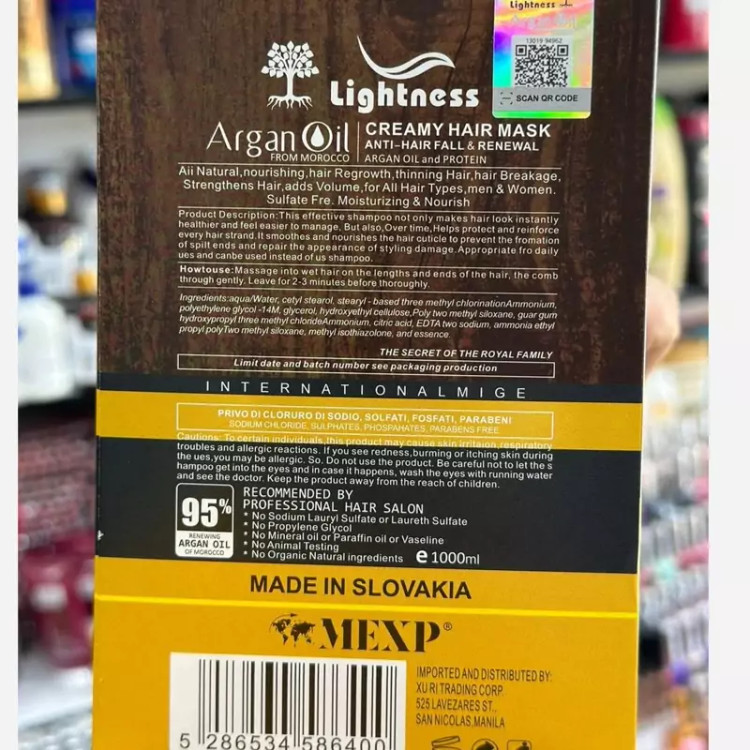 Lightness
Argan Oil
13019 94962
SCAN QR CODE
Lightness
Argan Oil
FROM MOROCCO
CREAMY HAIR MASK
ANTI-HAIR FALL & RENEWAL
ARGAN OIL and PROTEIN
Aii Natural,nourishing,hair Regrowth,thinning Hair,hair Breakage,
Strengthens Hair,adds Volume,for All Hair Types,men & Women.
Sulfate Fre. Moisturizing & Nourish
Product Description:This effective shampoo not only makes hair look instantly
healthier and feel easier to manage, But also,Over time,Helps protect and reinforce
every hair strand.It smoothes and nourishes the hair cuticle to prevent the fromation
of spilt ends and repair the appearance of styling damage.Appropriate fro daily
ues and canbe used instead of us shampoo.
Howtouse:Massage into wet hair on the lengths and ends of the hair, the comb
through gently. Leave for 2-3 minutes before thoroughly.
Ingredients:aqua/Water, cetyl stearol, stearyl - based three methyl chlorinationAmmonium,
polyethylene glycol -14M, glycerol, hydroxyethyl cellulose,Poly two methyl siloxane, guar gum
hydroxypropyl three methyl chlorideAmmonium, citric acid, EDTA two sodium, ammonia ethyl
propyl polyTwo methyl siloxane, methyl isothiazolone, and essence
THE SECRET OF THE ROYAL FAMILY
Limit date and batch number see packaging production
INTERNATIONALMIGE
PRIVO DI CLORURO DI SODIO, SOLFATI, FOSFATI, PARABENI
SODIUM CHLORIDE, SULPHATES, PHOSPAHATES, PARABENS FREE
Cautions: To certain individuals,this product may cause skin irritaion,respiratory
troubles and allergic reactions. If you see redness,burming or itching skin during
the ues,you may be allergic. So. Do not use the product. Be careful not to let the s
hampoo get into the eyes and in case it happens, wash the eyes with running water
and see the doctor. Keep the product away from the reach of children.
95%
RENEWING
ARGAN OIL
OF MOROCCO
RECOMMENDED BY
PROFESSIONAL HAIR SALON
* No Sodium Lauryl Sulfate or Laureth Sulfate
* No Propylene Glycol
* No Mineral oil or Paraffin oil or Vaseline
* No Animal Testing
* No Organic Natural ingredients
e 1000ml
MADE IN SLOVAKIA
MEXP®
IMPORTED AND DISTRIBUTED BY:
XU RI TRADING CORP.
525 LAVEZARES ST.,
SAN NICOLAS,MANILA
5 286534 586400